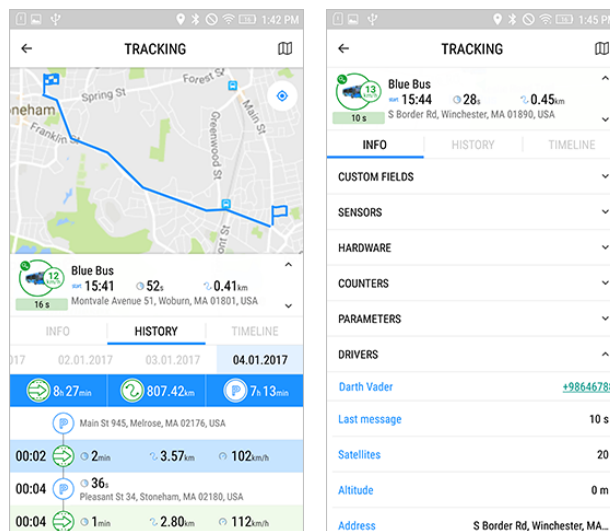 1:42 PM
TRACKING
Forest St
Spring St
Main St
neham
Franklin
Greenwood St
ont St
12
km/h
Blue Bus
start 15:41 52s 0.41km
16 s
Montvale Avenue 51, Woburn, MA 01801, USA
INFO HISTORY TIMELINE
017 02.01.2017 03.01.2017 04.01.2017
8h 27min 807.42km P 7h 13min
P Main St 945, Melrose, MA 02176, USA
00:02 2min 3.57km 102km/h
00:04 P 36s
Pleasant St 34, Stoneham, MA 02180, USA
00:04 1min 2.80km 112km/h
1:45 PM
TRACKING
13
km/h
Blue Bus
start 15:44 28s 0.45km
10 s
S Border Rd, Winchester, MA 01890, USA
INFO HISTORY TIMELINE
CUSTOM FIELDS
SENSORS
HARDWARE
COUNTERS
PARAMETERS
DRIVERS
Darth Vader +9864678
Last message 10 s
Satellites 20
Altitude 0 m
Address S Border Rd, Winchester, MA...